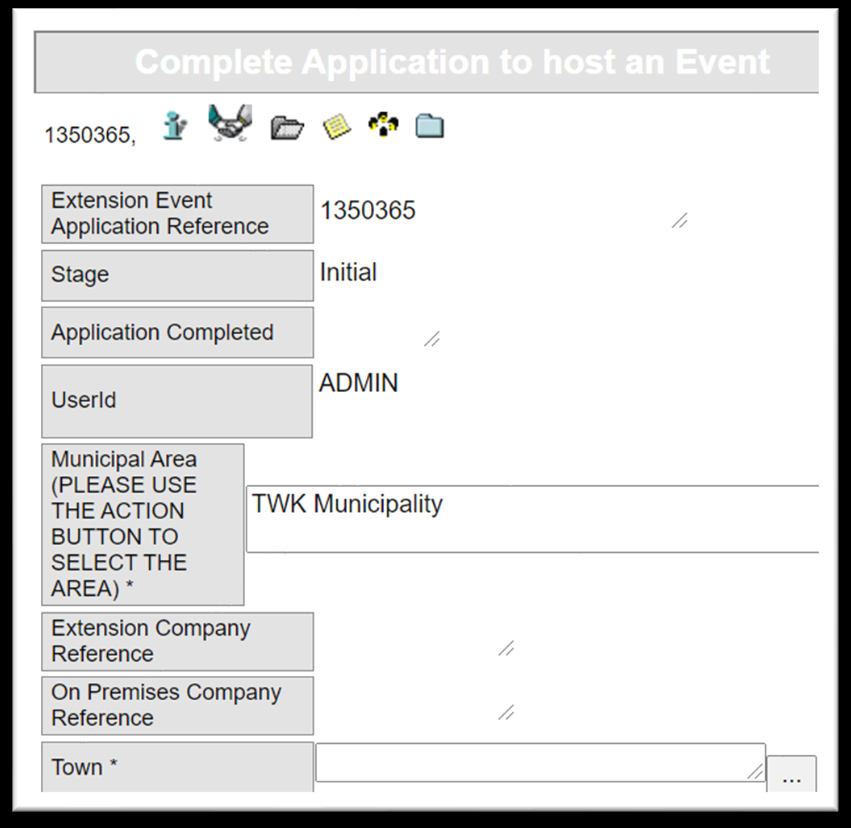 Complete Application to host an Event
1350365,
Extension Event
Application Reference
1350365
Stage
Initial
Application Completed
UserId
ADMIN
Municipal Area
(PLEASE USE
THE ACTION
BUTTON TO
SELECT THE
AREA) *
TWK Municipality
Extension Company
Reference
On Premises Company
Reference
Town *
...